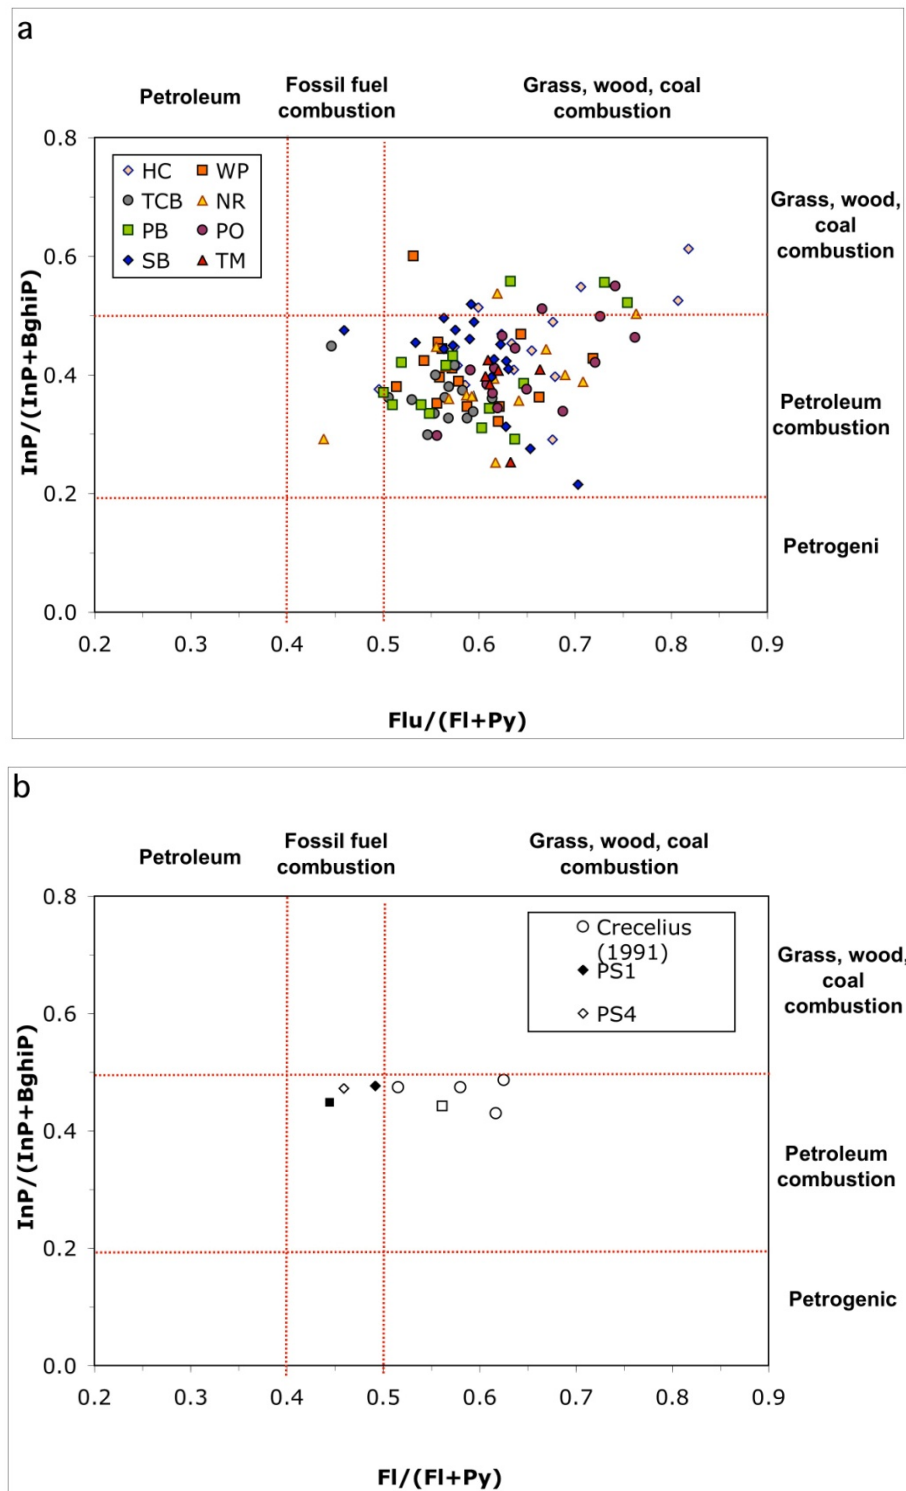 a
Petroleum
Fossil fuel
combustion
Grass, wood, coal
combustion
0.8
HC WP
TCB NR
PB PO
SB TM
Grass, wood,
coal
combustion
0.6
InP/(InP+BghiP)
0.4
Petroleum
combustion
0.2
Petrogeni
0.0
0.2 0.3 0.4 0.5 0.6 0.7 0.8 0.9
Flu/(Fl+Py)
b
Petroleum
Fossil fuel
combustion
Grass, wood, coal
combustion
0.8
Crecelius
(1991)
PS1
PS4
Grass, wood,
coal
combustion
0.6
InP/(InP+BghiP)
0.4
Petroleum
combustion
0.2
Petrogenic
0.0
0.2 0.3 0.4 0.5 0.6 0.7 0.8 0.9
Fl/(Fl+Py)